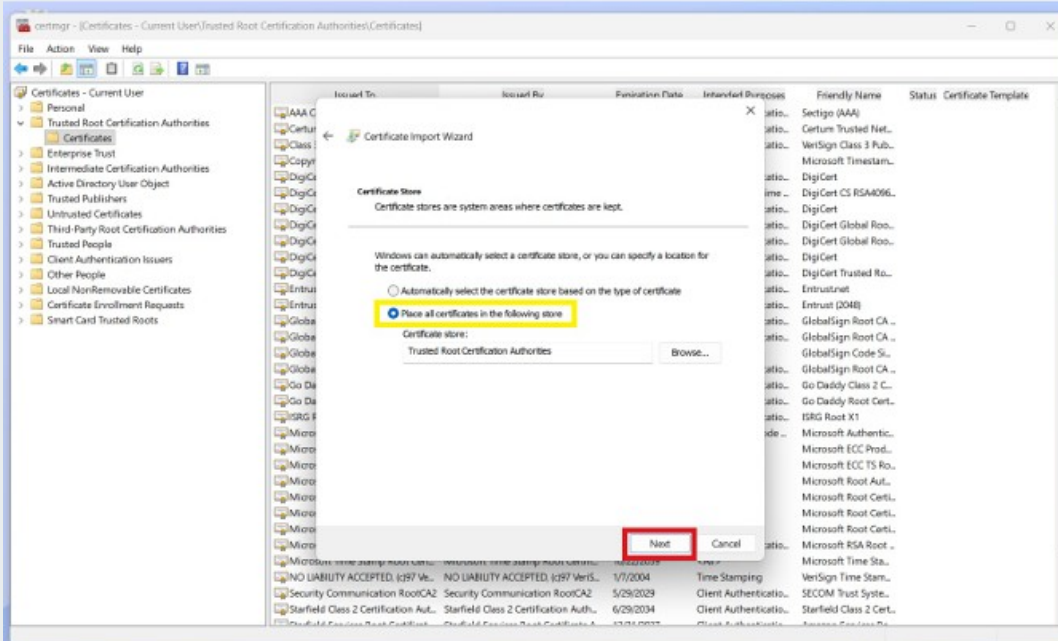 certmgr - [Certificates - Current User\Trusted Root Certification Authorities\Certificates]
File Action View Help
Certificates - Current User
Personal
Trusted Root Certification Authorities
Certificates
Enterprise Trust
Intermediate Certification Authorities
Active Directory User Object
Trusted Publishers
Untrusted Certificates
Third-Party Root Certification Authorities
Trusted People
Client Authentication Issuers
Other People
Local NonRemovable Certificates
Certificate Enrollment Requests
Smart Card Trusted Roots
Issued To Issued By Expiration Date Intended Purposes Friendly Name Status Certificate Template
Certificate Import Wizard
Certificate Store
Certificate stores are system areas where certificates are kept.
Windows can automatically select a certificate store, or you can specify a location for
the certificate.
Automatically select the certificate store based on the type of certificate
Place all certificates in the following store
Certificate store:
Trusted Root Certification Authorities Browse...
Next Cancel
Sectigo (AAA)
Certum Trusted Net...
VeriSign Class 3 Pub...
Microsoft Timestam...
DigiCert
DigiCert CS RSA4096...
DigiCert
DigiCert Global Roo...
DigiCert Global Roo...
DigiCert
DigiCert Trusted Ro...
Entrust.net
Entrust (2048)
GlobalSign Root CA ...
GlobalSign Root CA ...
GlobalSign Code Si...
GlobalSign Root CA ...
Go Daddy Class 2 C...
Go Daddy Root Cert...
ISRG Root X1
Microsoft Authentic...
Microsoft ECC Prod...
Microsoft ECC TS Ro...
Microsoft Root Aut...
Microsoft Root Certi...
Microsoft Root Certi...
Microsoft Root Certi...
Microsoft RSA Root ...
Microsoft Time Sta...
NO LIABILITY ACCEPTED, (c)97 Ve... NO LIABILITY ACCEPTED, (c)97 VeriS... 1/7/2004 Time Stamping VeriSign Time Stam...
Security Communication RootCA2 Security Communication RootCA2 5/29/2029 Client Authenticatio... SECOM Trust Syste...
Starfield Class 2 Certification Aut... Starfield Class 2 Certification Auth... 6/29/2034 Client Authenticatio... Starfield Class 2 Cert...